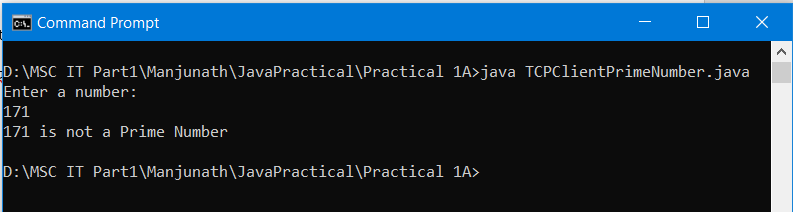 Command Prompt
D:\MSC IT Part1\Manjunath\JavaPractical\Practical 1A>java TCPClientPrimeNumber.java
Enter a number:
171
171 is not a Prime Number
D:\MSC IT Part1\Manjunath\JavaPractical\Practical 1A>